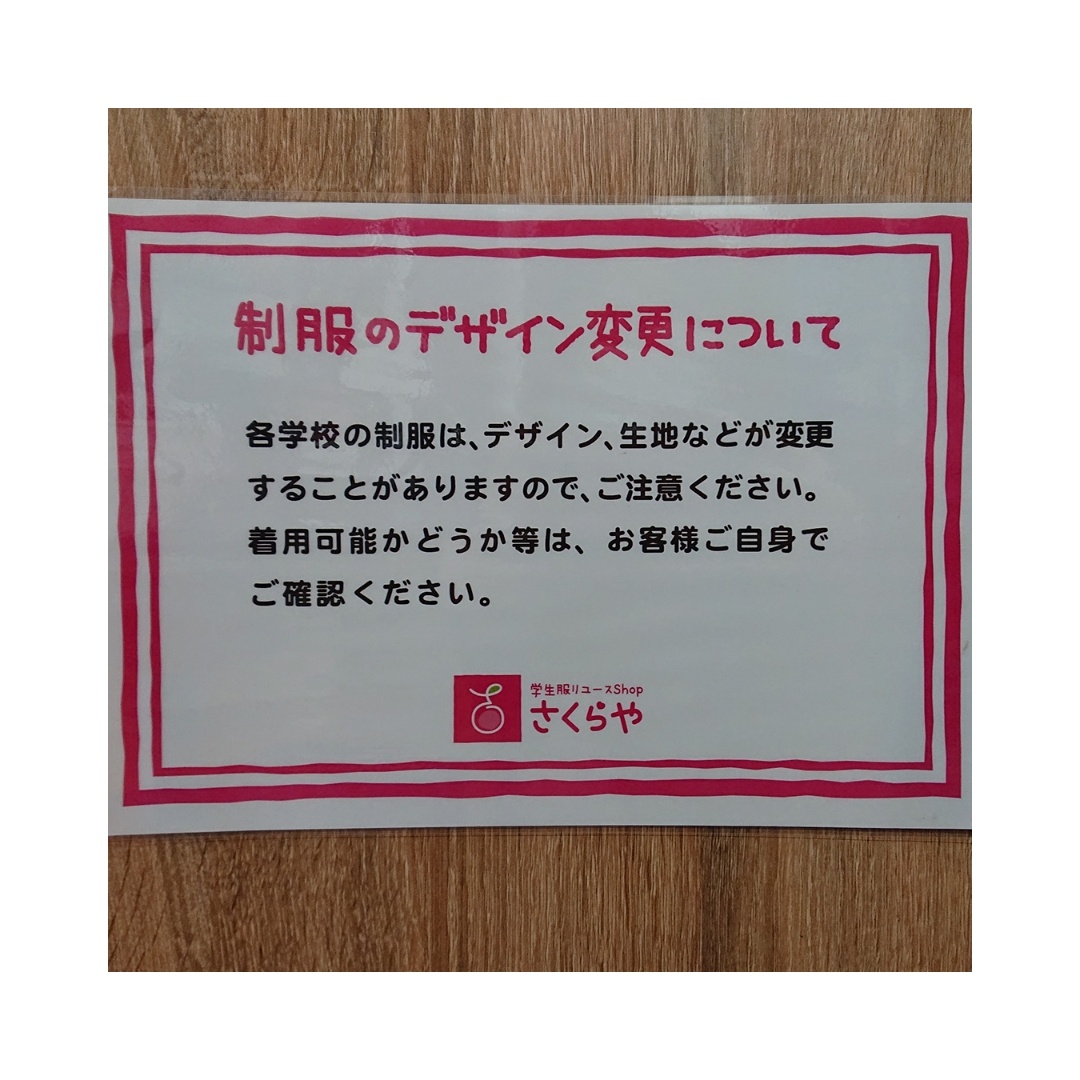 制服のデザイン変更について
各学校の制服は、デザイン、生地などが変更
することがありますので、ご注意ください。
着用可能かどうか等は、お客様ご自身で
ご確認ください。
学生服リユースShop
さくらや